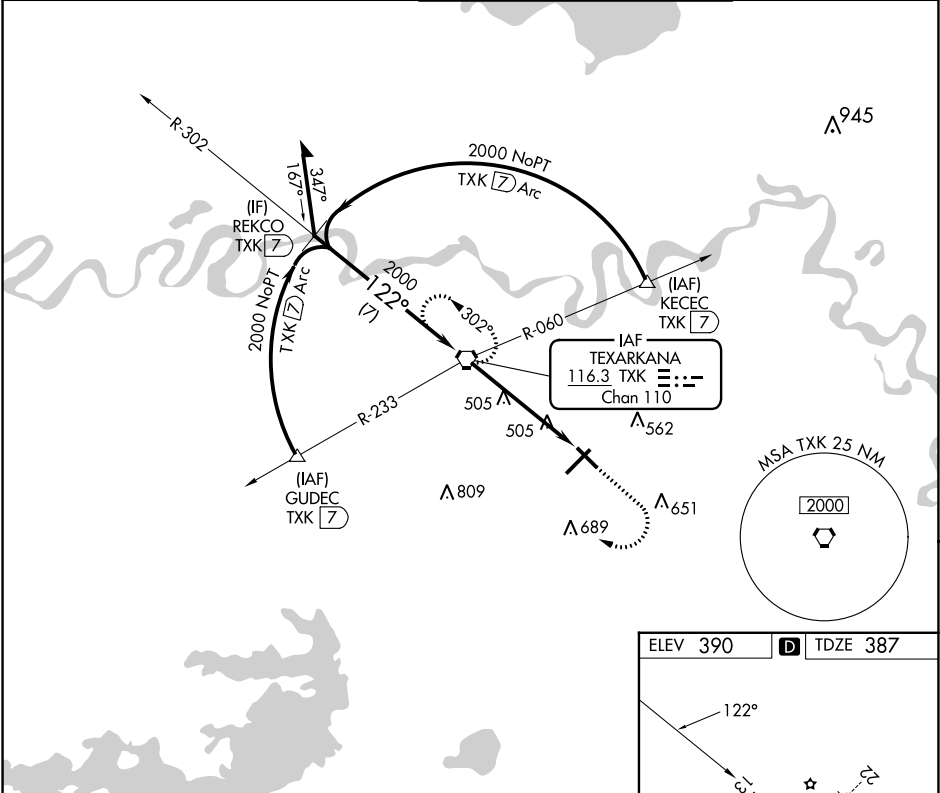 R-302
945
2000 NoPT
TXK 7 Arc
347°
167°
(IF)
REKCO
TXK 7
2000 NoPT
TXK 7 Arc
2000
122°
(7)
302°
R-060
(IAF)
KECEC
TXK 7
IAF
TEXARKANA
116.3 TXK
Chan 110
505
505
562
R-233
(IAF)
GUDEC
TXK 7
809
689
651
MSA TXK 25 NM
2000
ELEV 390 D TDZE 387
122°
13
22